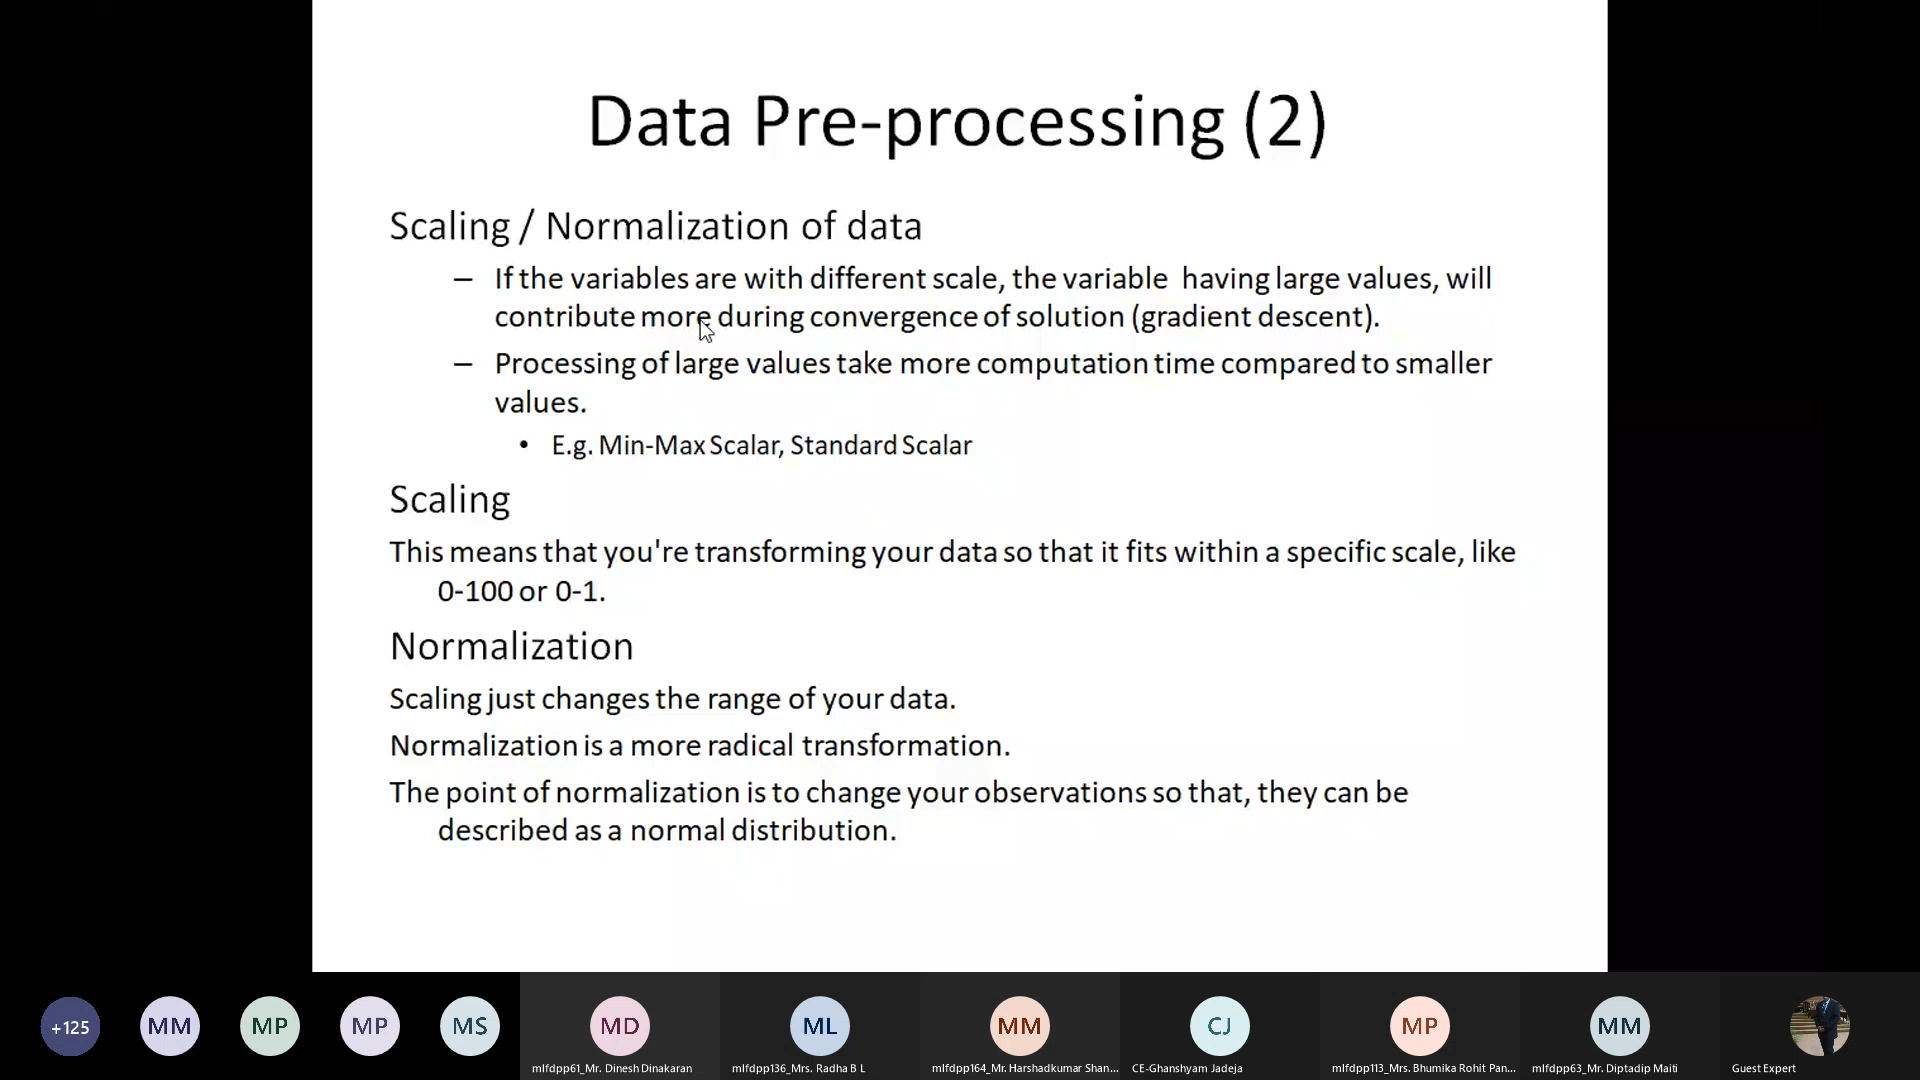 Data Pre-processing (2)
Scaling / Normalization of data
– If the variables are with different scale, the variable having large values, will
contribute more during convergence of solution (gradient descent).
– Processing of large values take more computation time compared to smaller
values.
• E.g. Min-Max Scalar, Standard Scalar
Scaling
This means that you're transforming your data so that it fits within a specific scale, like
0-100 or 0-1.
Normalization
Scaling just changes the range of your data.
Normalization is a more radical transformation.
The point of normalization is to change your observations so that, they can be
described as a normal distribution.
+125 MM MP MP MS MD ML MM CJ MP MM
mlfdpp61_Mr. Dinesh Dinakaran mlfdpp136_Mrs. Radha B L mlfdpp164_Mr. Harshadkumar Shan... CE-Ghanshyam Jadeja mlfdpp113_Mrs. Bhumika Rohit Pan... mlfdpp63_Mr. Diptadip Maiti Guest Expert